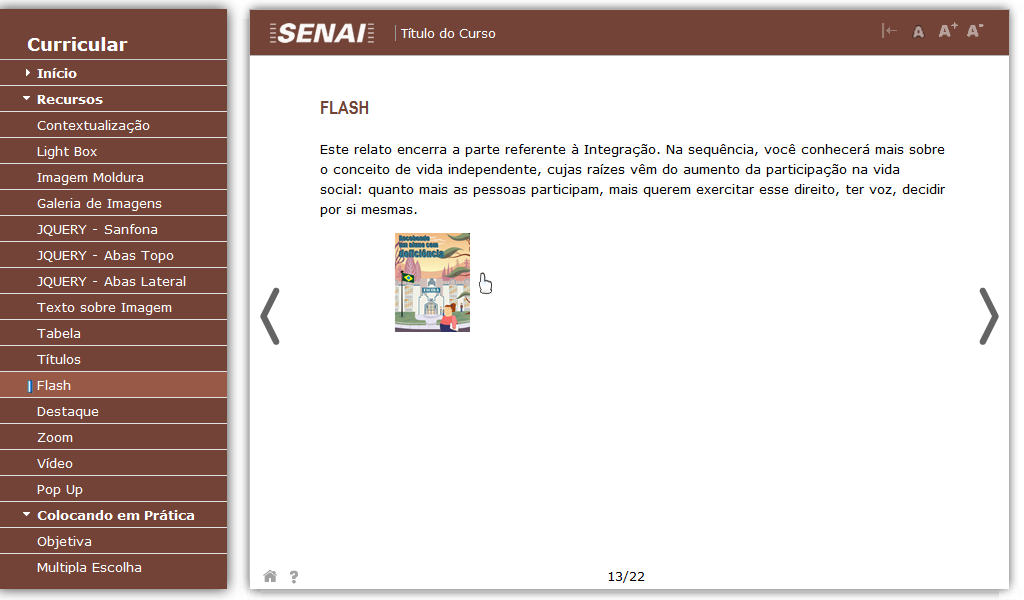 Curricular
Início
Recursos
Contextualização
Light Box
Imagem Moldura
Galeria de Imagens
JQUERY - Sanfona
JQUERY - Abas Topo
JQUERY - Abas Lateral
Texto sobre Imagem
Tabela
Títulos
Flash
Destaque
Zoom
Vídeo
Pop Up
Colocando em Prática
Objetiva
Multipla Escolha
SENAI
Título do Curso
A A+ A-
FLASH
Este relato encerra a parte referente à Integração. Na sequência, você conhecerá mais sobre
o conceito de vida independente, cujas raízes vêm do aumento da participação na vida
social: quanto mais as pessoas participam, mais querem exercitar esse direito, ter voz, decidir
por si mesmas.
Recebendo
um aluno com
deficiência
ESCOLA
?
13/22